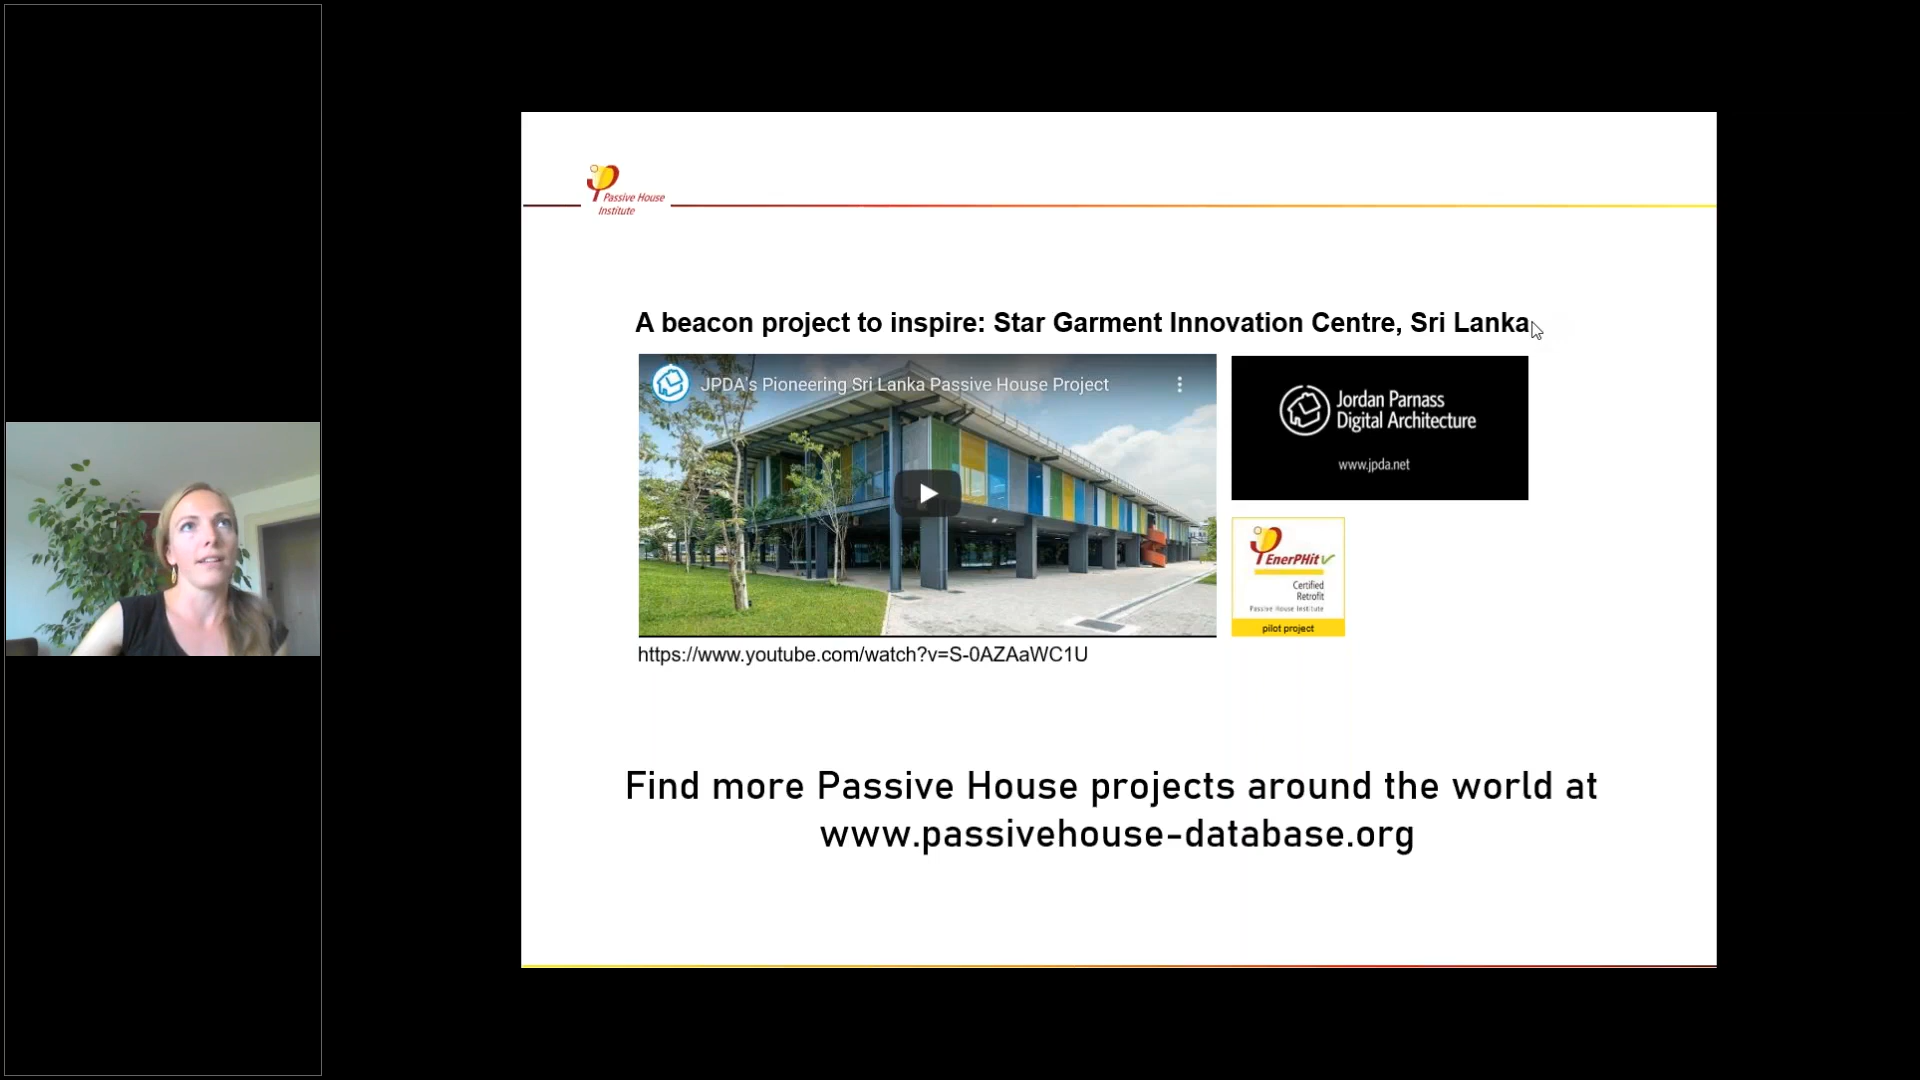 Passive House
Institute
A beacon project to inspire: Star Garment Innovation Centre, Sri Lanka
JPDA's Pioneering Sri Lanka Passive House Project
Jordan Parnass
Digital Architecture
www.jpda.net
EnerPHit
Certified
Retrofit
Passive House Institute
pilot project
https://www.youtube.com/watch?v=S-0AZAaWC1U
Find more Passive House projects around the world at
www.passivehouse-database.org